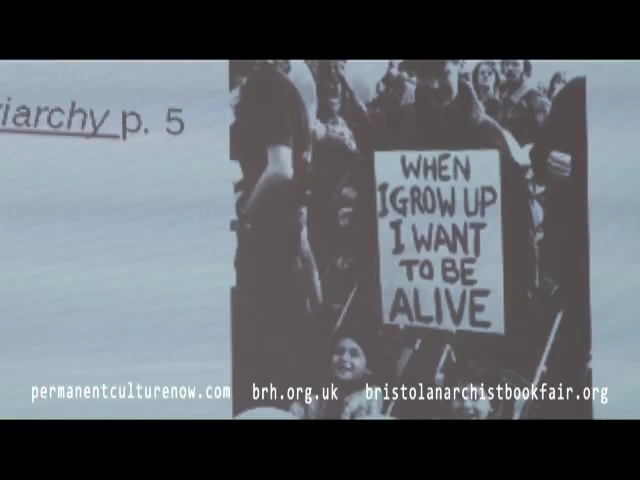 iarchy p. 5
WHEN
I GROW UP
I WANT
TO BE
ALIVE
permanentculturenow.com brh.org.uk bristolanarchistbookfair.org